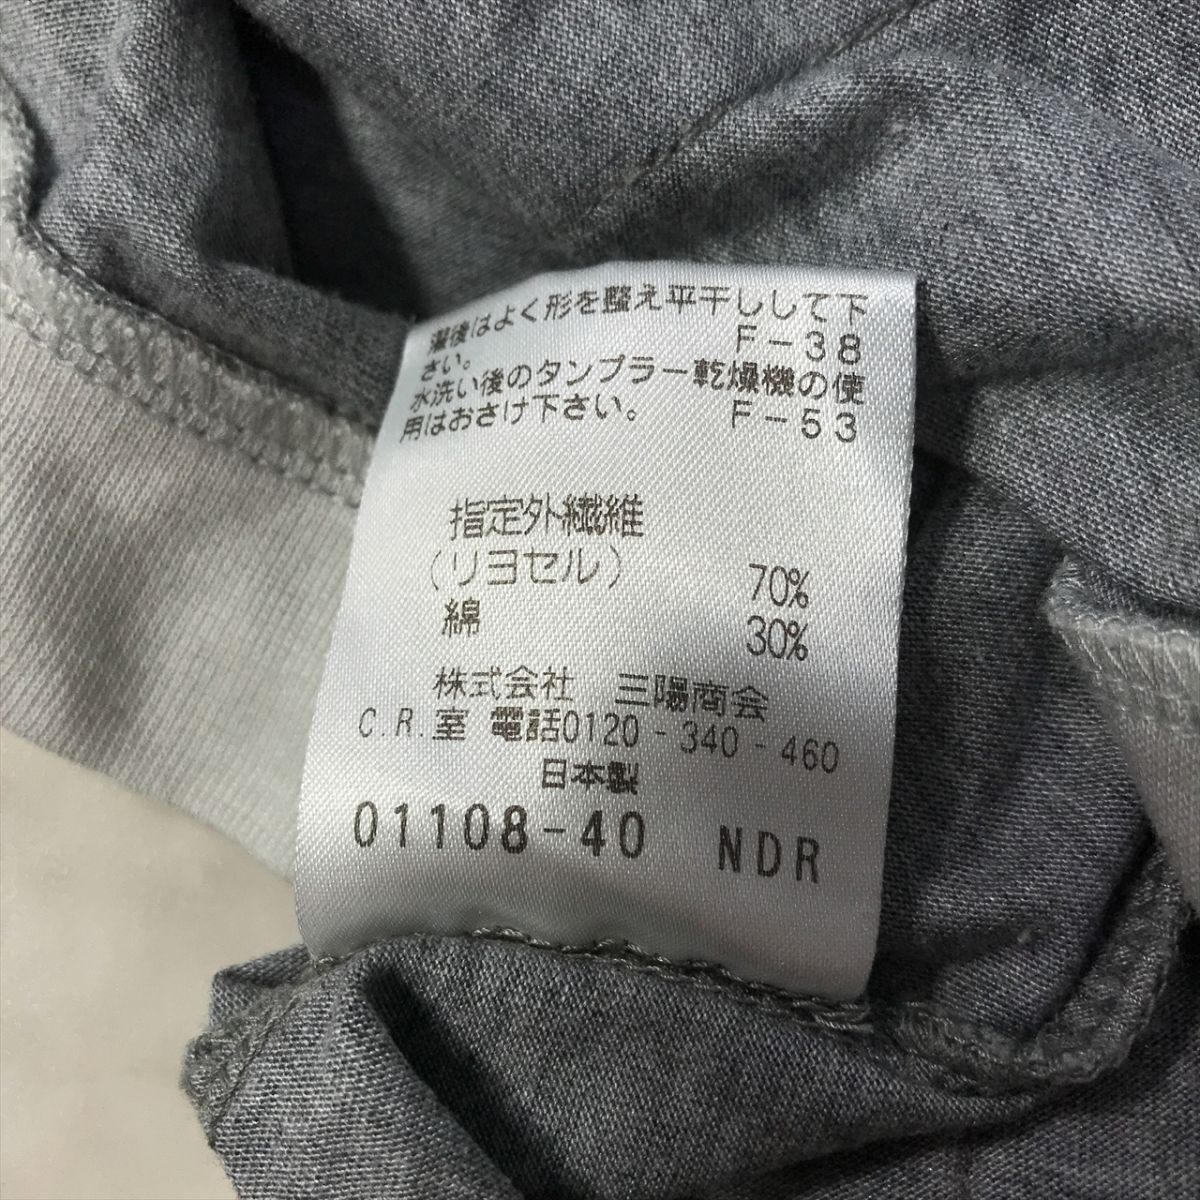 濯後はよく形を整え平干しして下
さい。 F-38
水洗い後のタンブラー乾燥機の使
用はおさけ下さい。 F-53
指定外繊維
(リヨセル) 70%
綿 30%
株式会社 三陽商会
C.R.室 電話0120-340-460
日本製
01108-40 NDR